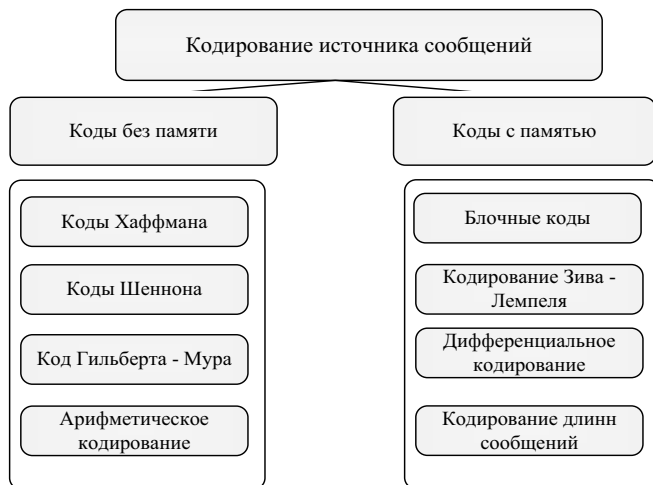 Кодирование источника сообщений
Коды без памяти
Коды Хаффмана
Коды Шеннона
Код Гильберта - Мура
Арифметическое
кодирование
Коды с памятью
Блочные коды
Кодирование Зива -
Лемпеля
Дифференциальное
кодирование
Кодирование длинн
сообщений